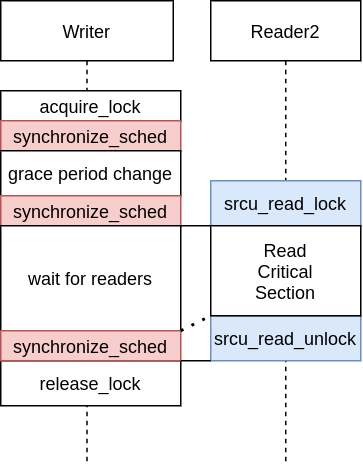 Writer
Reader2
acquire_lock
synchronize_sched
grace period change
synchronize_sched
srcu_read_lock
wait for readers
Read
Critical
Section
synchronize_sched
srcu_read_unlock
release_lock